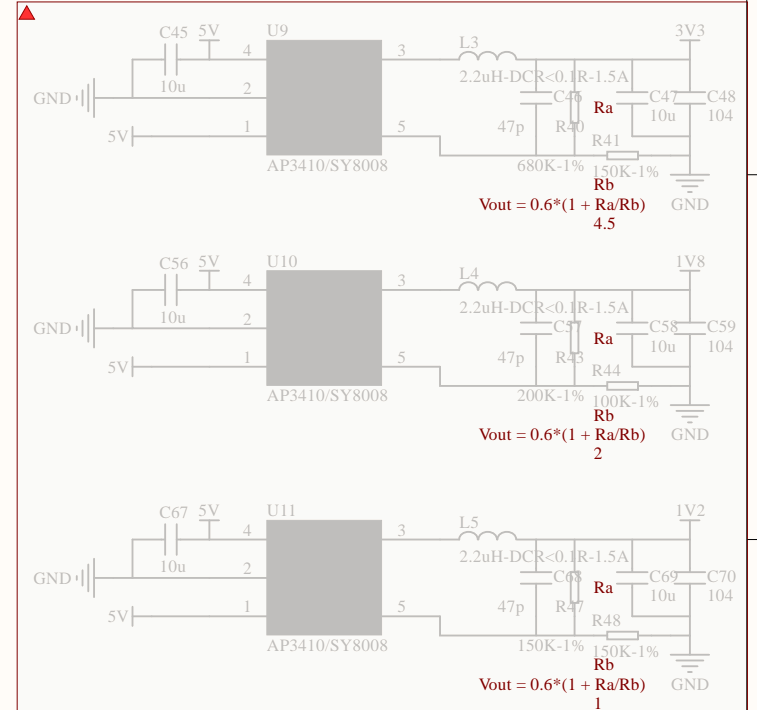 C45 5V U9 L3 3V3
4 3
2.2uH-DCR<0.1R-1.5A
10u C46 Ra C47 C48
GND 2 10u 104
47p R40
5V 1 5 R41
AP3410/SY8008 680K-1% 150K-1%
Rb
Vout = 0.6*(1 + Ra/Rb) GND
4.5
C56 5V U10 L4 1V8
4 3
2.2uH-DCR<0.1R-1.5A
10u C57 Ra C58 C59
GND 2 10u 104
47p R43
5V 1 5 R44
AP3410/SY8008 200K-1% 100K-1%
Rb
Vout = 0.6*(1 + Ra/Rb) GND
2
C67 5V U11 L5 1V2
4 3
2.2uH-DCR<0.1R-1.5A
10u C68 Ra C69 C70
GND 2 10u 104
47p R47
5V 1 5 R48
AP3410/SY8008 150K-1% 150K-1%
Rb
Vout = 0.6*(1 + Ra/Rb) GND
1